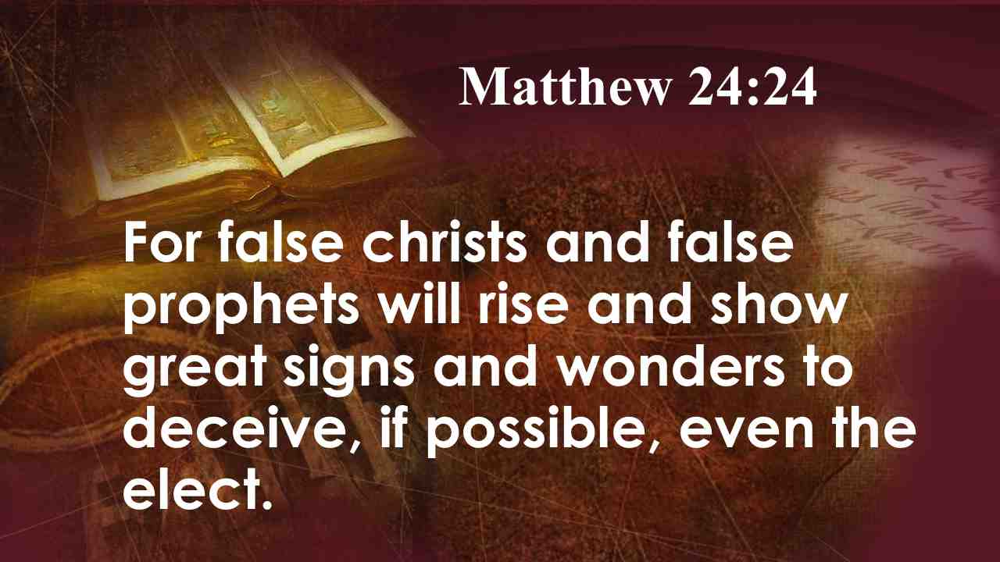 Matthew 24:24
For false christs and false
prophets will rise and show
great signs and wonders to
deceive, if possible, even the
elect.